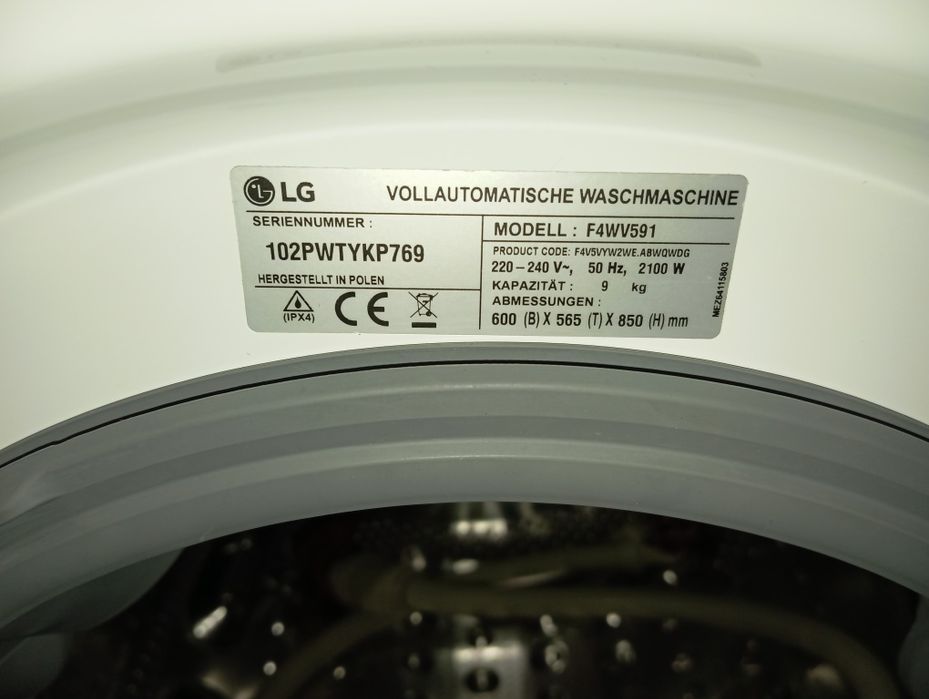 LG VOLLAUTOMATISCHE WASCHMASCHINE
SERIENNUMMER :
102PWTYKP769
HERGESTELLT IN POLEN
(IPX4)
CE
MODELL : F4WV591
PRODUCT CODE: F4V5VYW2WE.ABWQWDG
220-240 V~, 50 Hz, 2100 W
KAPAZITÄT : 9 kg
ABMESSUNGEN :
600 (B) X 565 (T) X 850 (H) mm
MEZ64115803